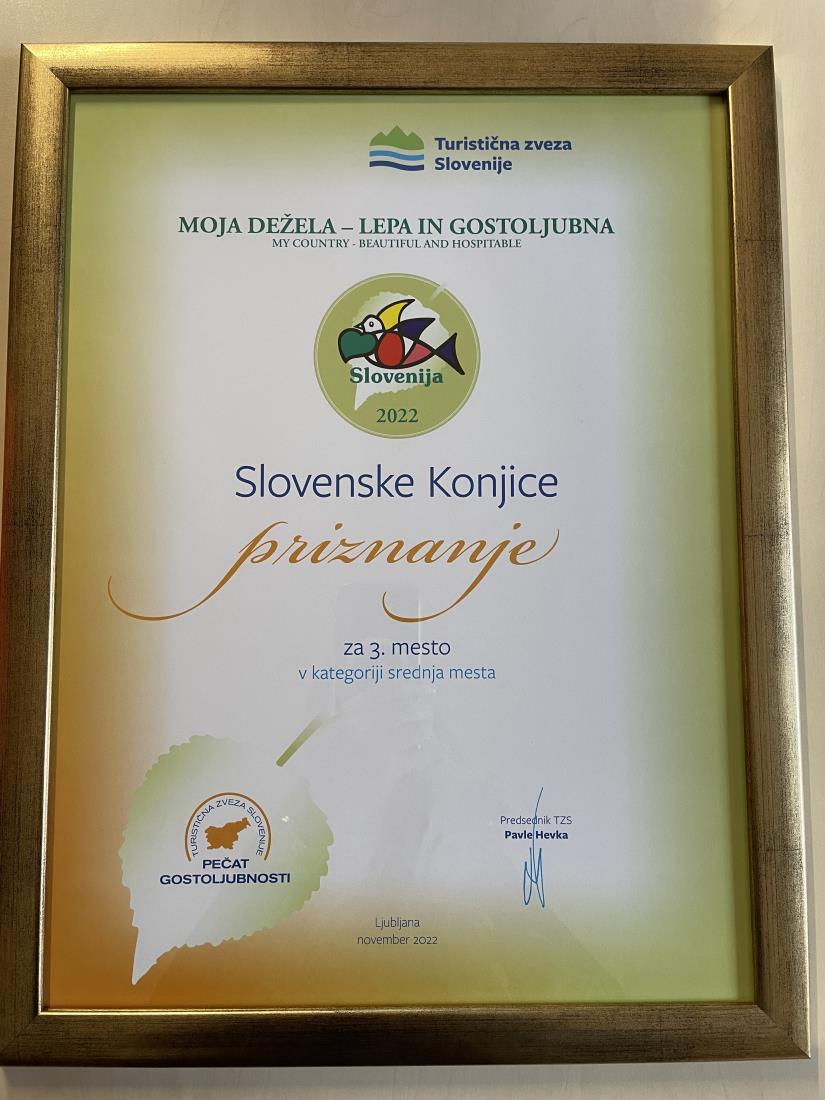 Turistična zveza
Slovenije
MOJA DEŽELA – LEPA IN GOSTOLJUBNA
MY COUNTRY - BEAUTIFUL AND HOSPITABLE
Slovenija
2022
Slovenske Konjice
priznanje
za 3. mesto
v kategoriji srednja mesta
TURISTIČNA ZVEZA SLOVENIJE
PEČAT
GOSTOLJUBNOSTI
Predsednik TZS
Pavle Hevka
Ljubljana
november 2022